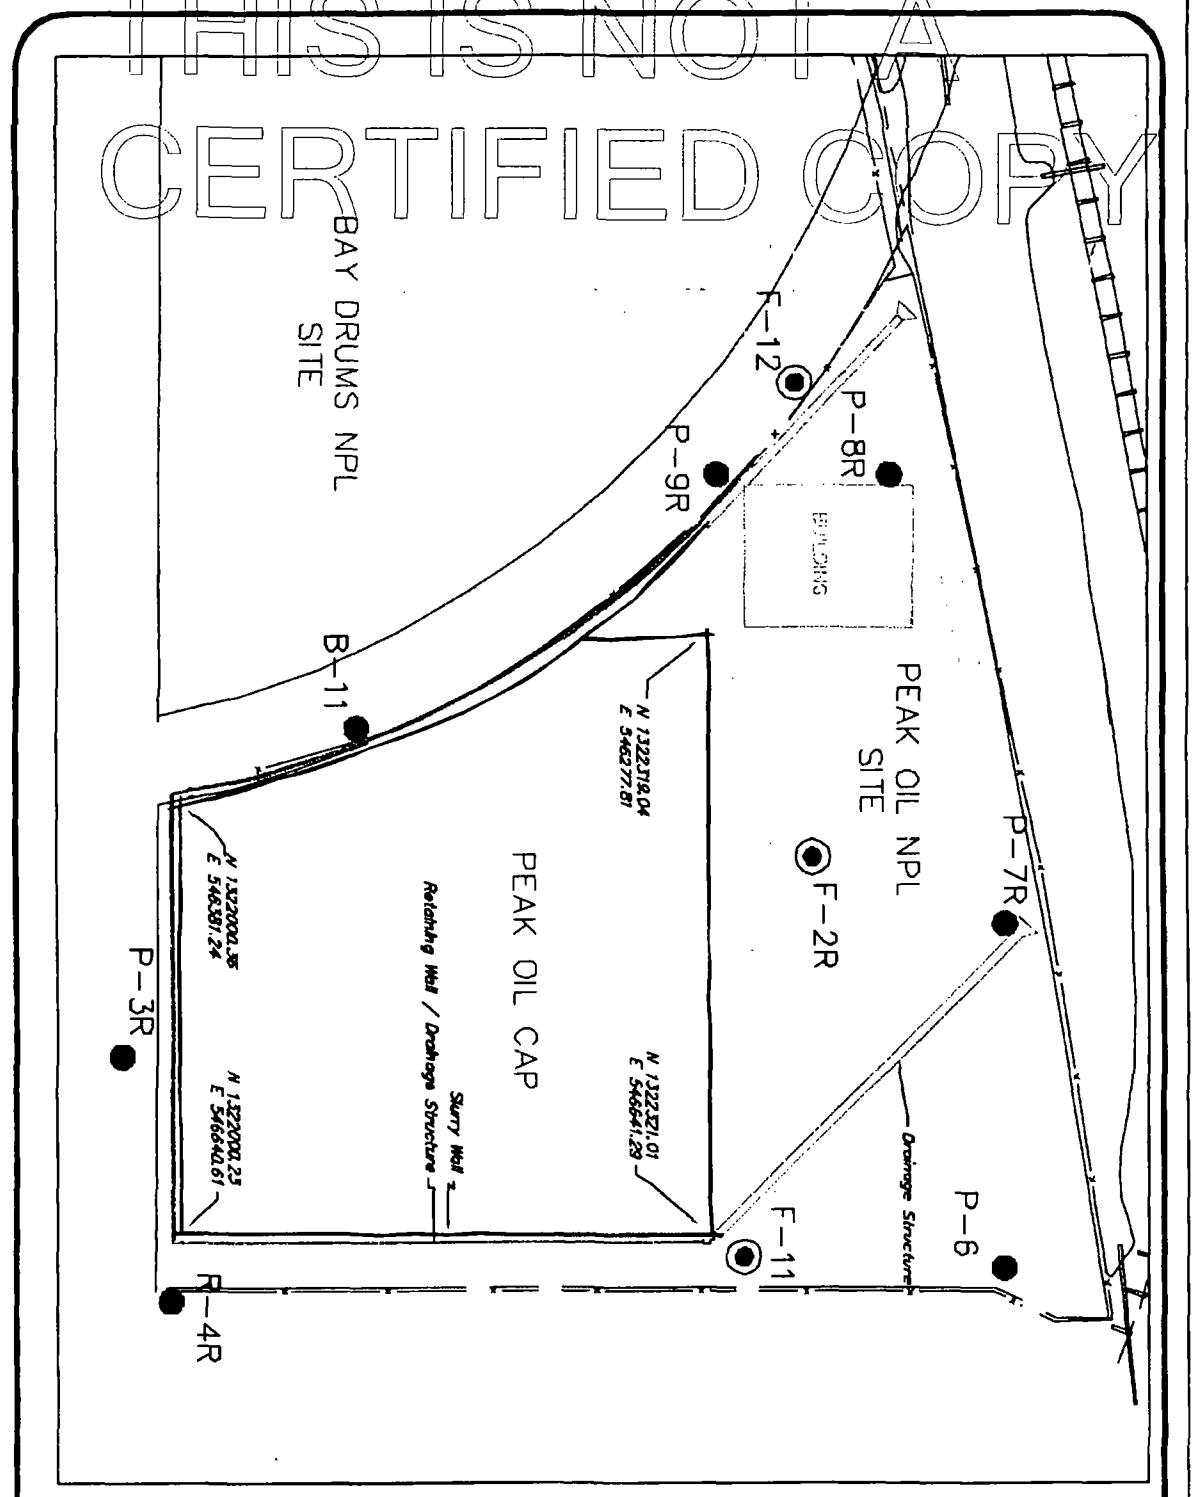 THIS IS NOT A
CERTIFIED COPY
BAY DRUMS NPL
SITE
F-12
P-8R
P-9R
BUILDING
B-11
N 1322319.04
E 546277.81
PEAK OIL NPL
SITE
P-7R
F-2R
N 1322000.36
E 546381.24
PEAK OIL CAP
Retaining Wall / Drainage Structure
Slurry Wall
P-3R
N 1322000.23
E 546640.61
N 1322321.01
E 546641.29
Drainage Structure
P-6
F-11
P-4R